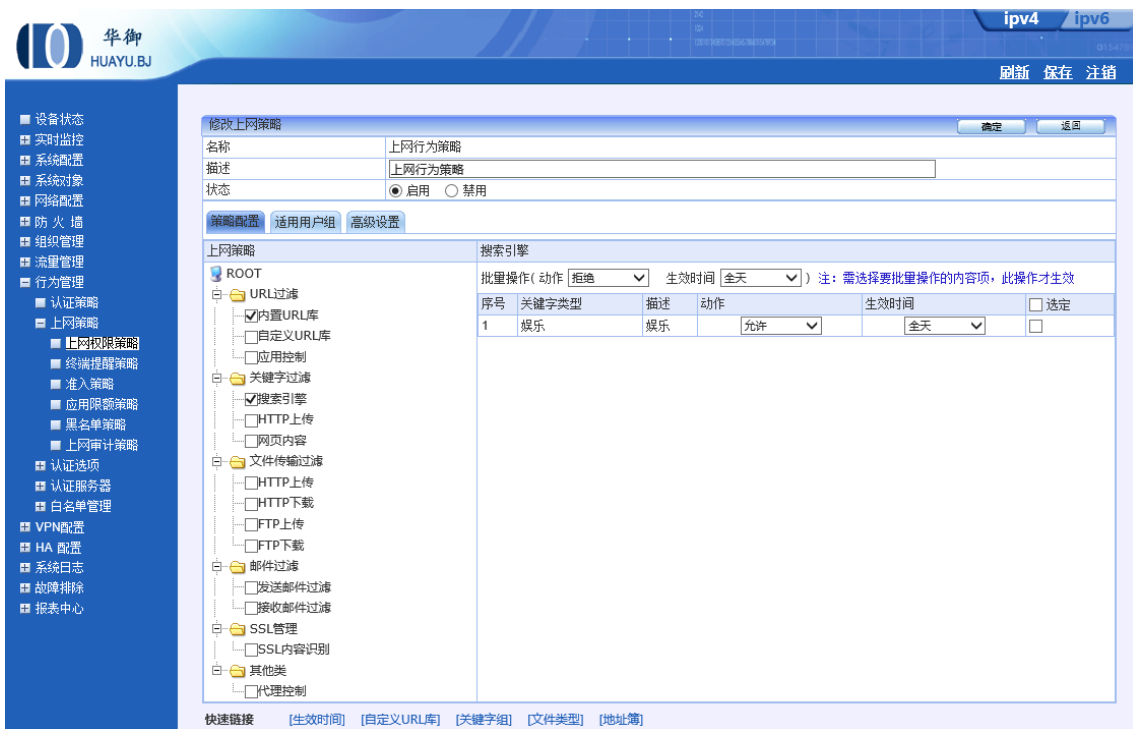 华御
HUAYU.BJ
ipv4 ipv6
刷新 保存 注销
设备状态
实时监控
系统配置
系统对象
网络配置
防 火 墙
组织管理
流里管理
行为管理
认证策略
上网策略
上网权限策略
终端提醒策略
准入策略
应用限额策略
黑名单策略
上网审计策略
认证选项
认证服务器
白名单管理
VPN配置
HA 配置
系统日志
故障排除
报表中心
修改上网策略 确定 返回
名称 上网行为策略
描述 上网行为策略
状态 启用 禁用
策略配置 适用用户组 高级设置
上网策略
ROOT
URL过滤
内置URL库
自定义URL库
应用控制
关键字过滤
搜索引擎
HTTP上传
网页内容
文件传输过滤
HTTP上传
HTTP下载
FTP上传
FTP下载
邮件过滤
发送邮件过滤
接收邮件过滤
SSL管理
SSL内容识别
其他类
代理控制
搜索引擎
批量操作( 动作 拒绝 生效时间 全天 ) 注：需选择要批量操作的内容项，此操作才生效
序号 关键字类型 描述 动作 生效时间 选定
1 娱乐 娱乐 允许 全天
快速链接 [生效时间] [自定义URL库] [关键字组] [文件类型] [地址簿]